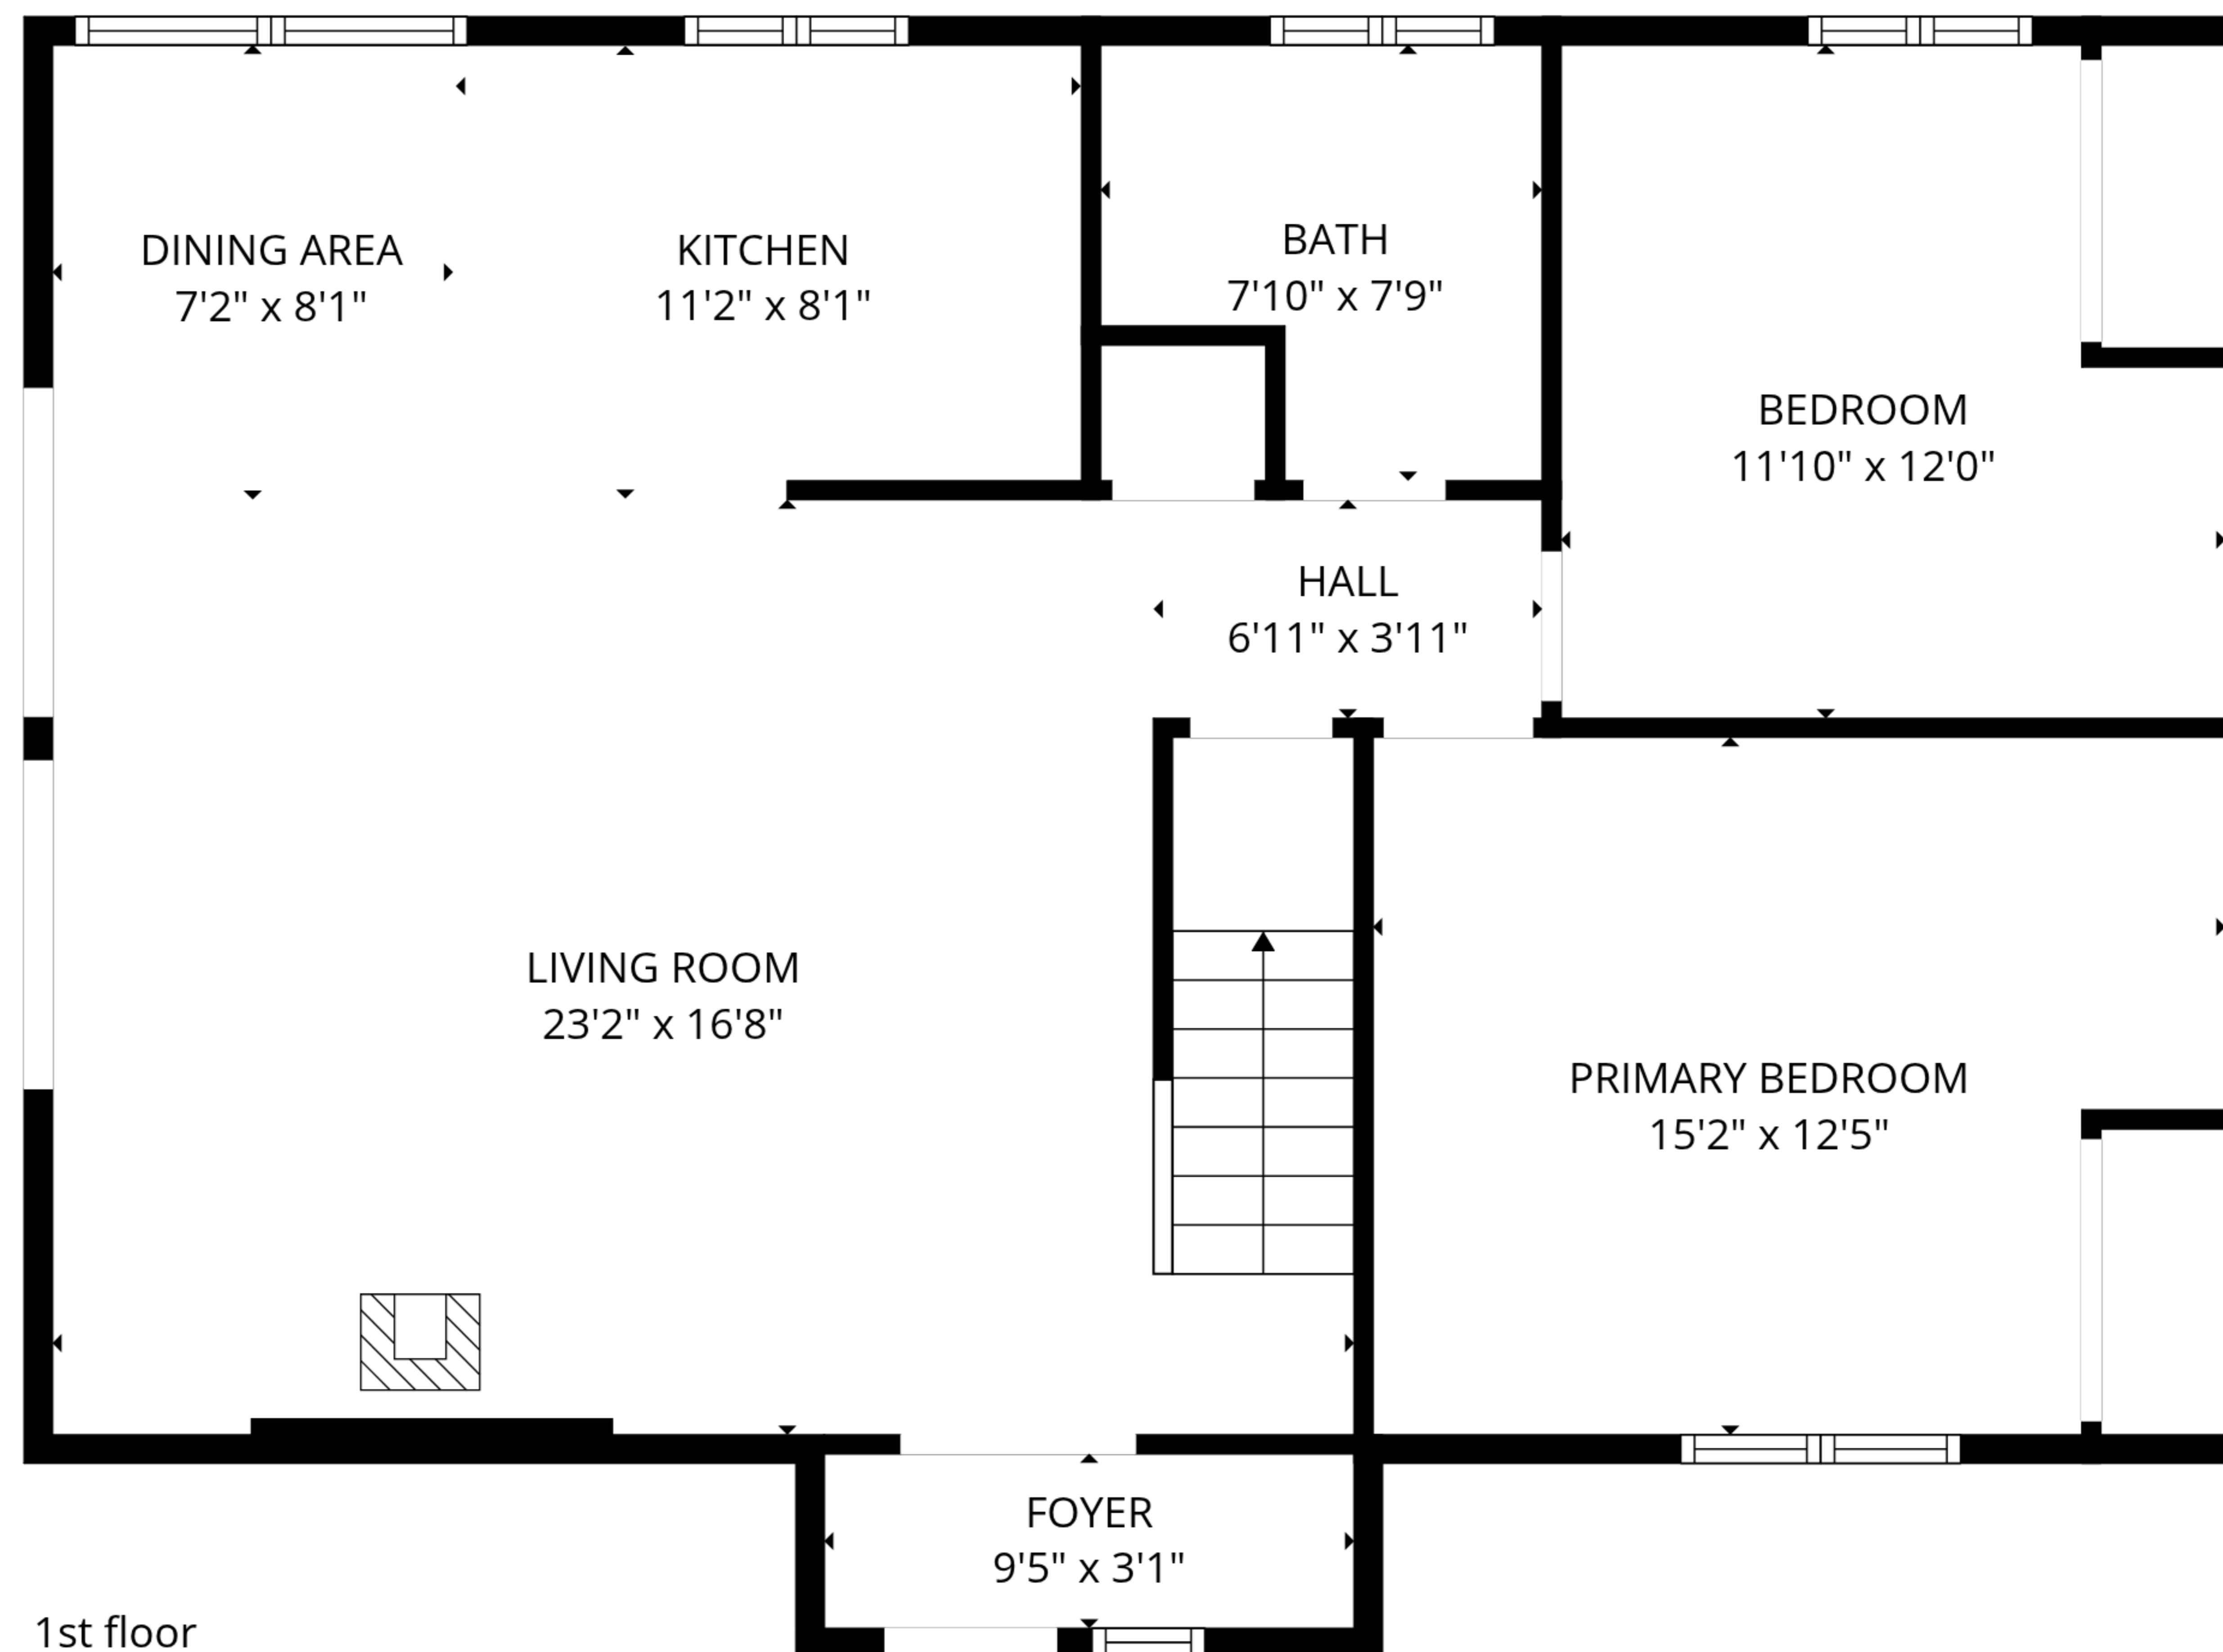 DINING AREA
7'2" x 8'1"
KITCHEN
11'2" x 8'1"
BATH
7'10" x 7'9"
BEDROOM
11'10" x 12'0"
HALL
6'11" x 3'11"
LIVING ROOM
23'2" x 16'8"
PRIMARY BEDROOM
15'2" x 12'5"
FOYER
9'5" x 3'1"
1st floor